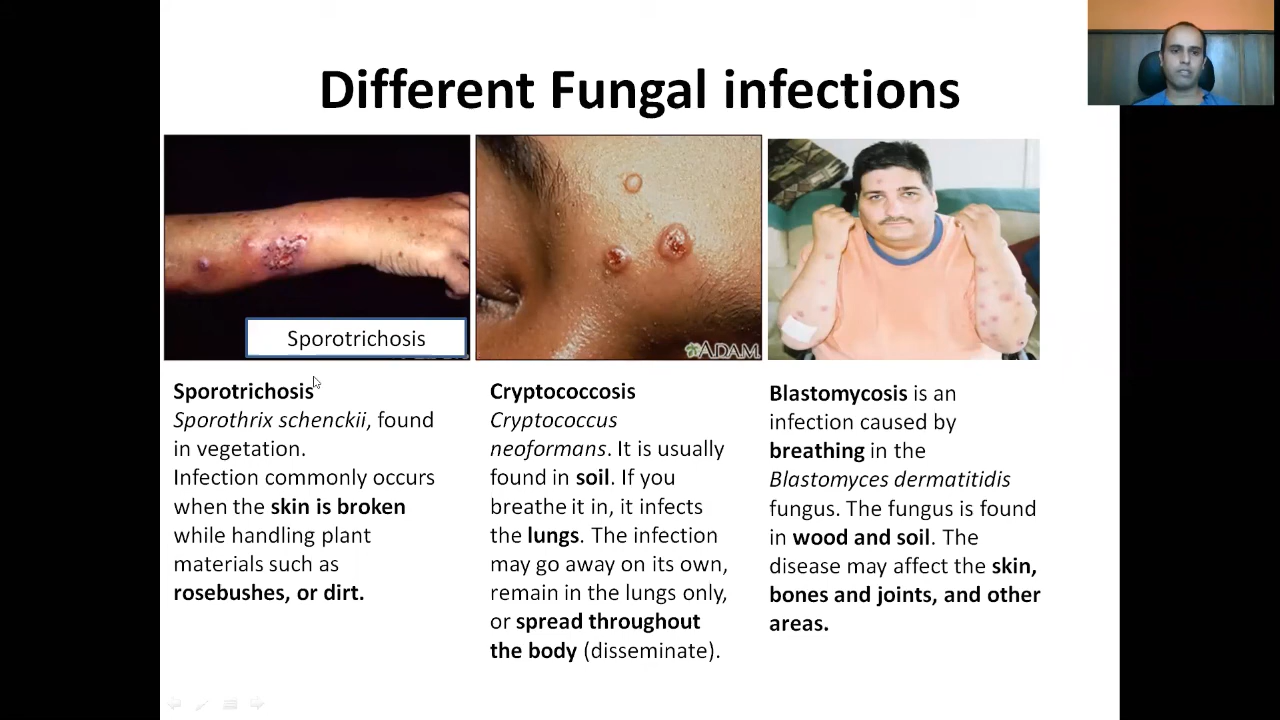 Different Fungal infections
Sporotrichosis
ADAM
Sporotrichosis
Sporothrix schenckii, found
in vegetation.
Infection commonly occurs
when the skin is broken
while handling plant
materials such as
rosebushes, or dirt.
Cryptococcosis
Cryptococcus
neoformans. It is usually
found in soil. If you
breathe it in, it infects
the lungs. The infection
may go away on its own,
remain in the lungs only,
or spread throughout
the body (disseminate).
Blastomycosis is an
infection caused by
breathing in the
Blastomyces dermatitidis
fungus. The fungus is found
in wood and soil. The
disease may affect the skin,
bones and joints, and other
areas.